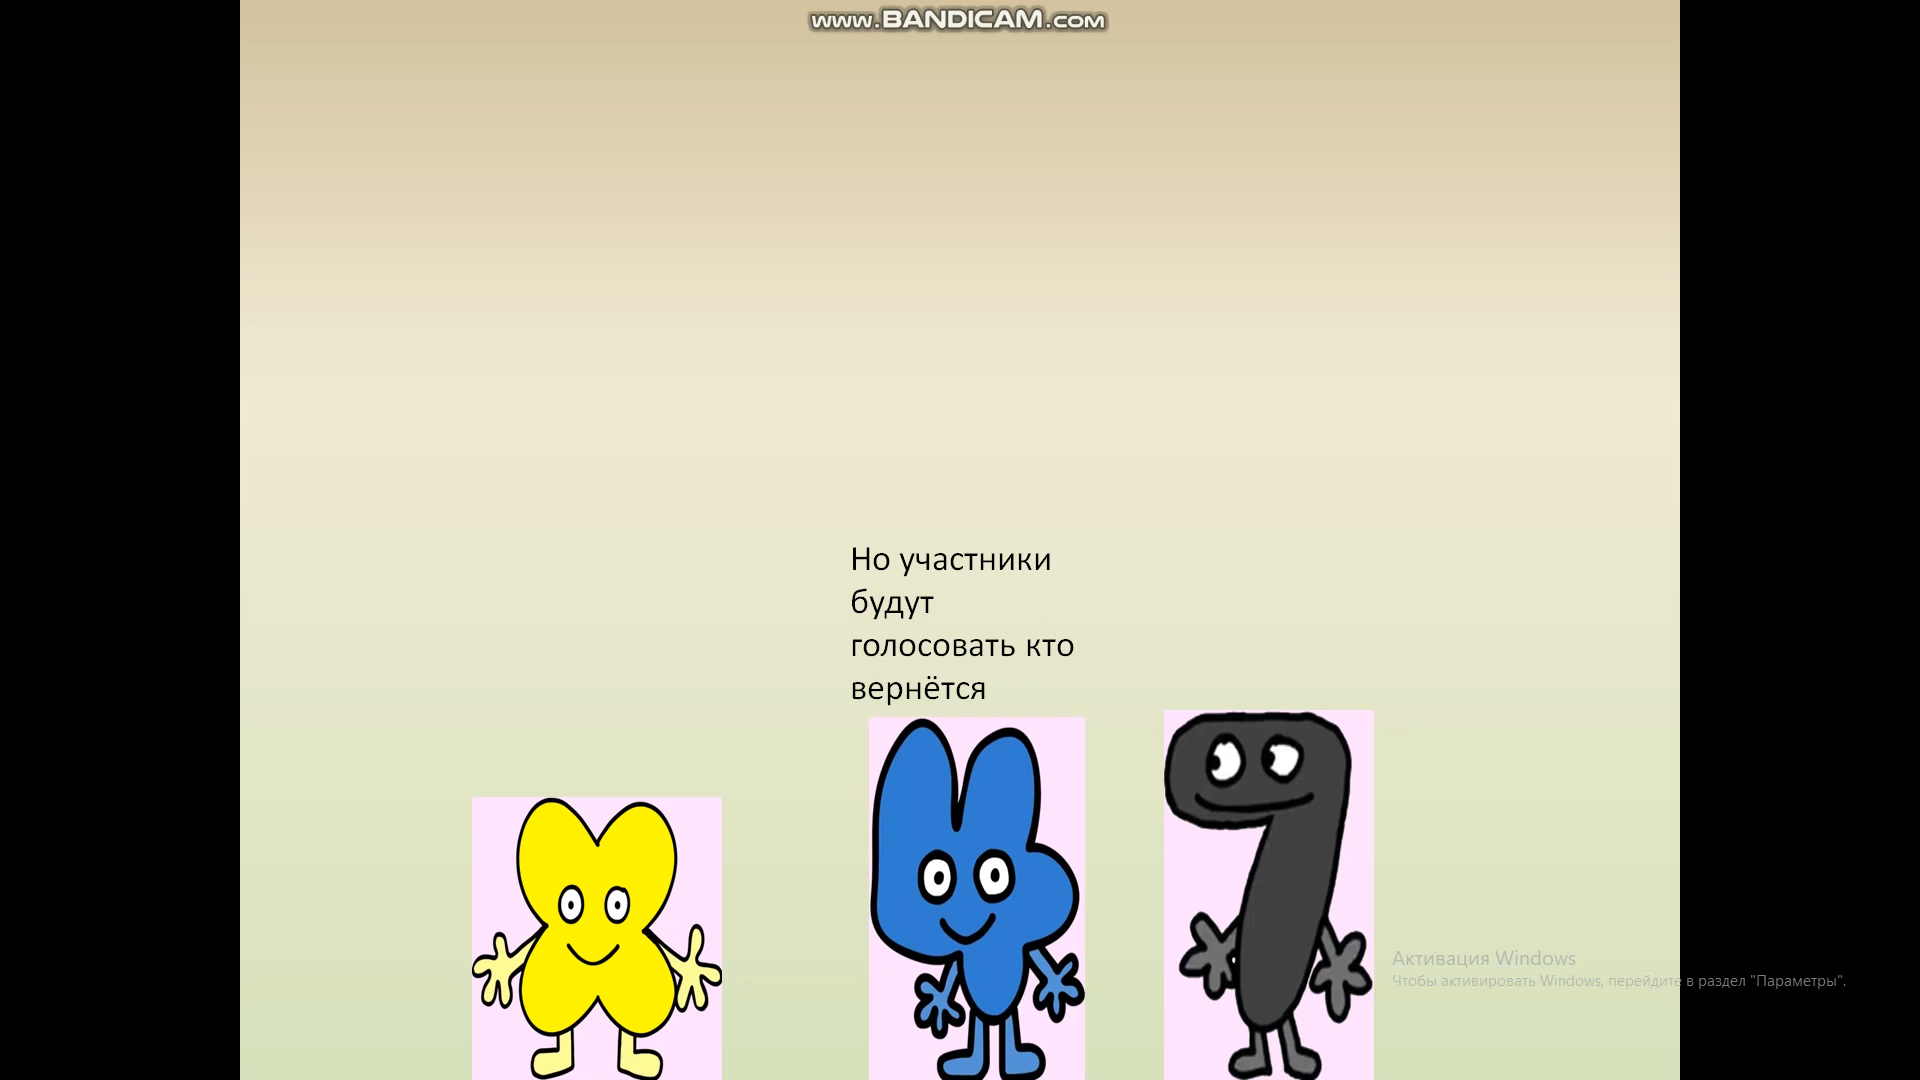 www.BANDICAM.com
Но участники
будут
голосовать кто
вернётся
Активация Windows
Чтобы активировать Windows, перейдите в раздел "Параметры".